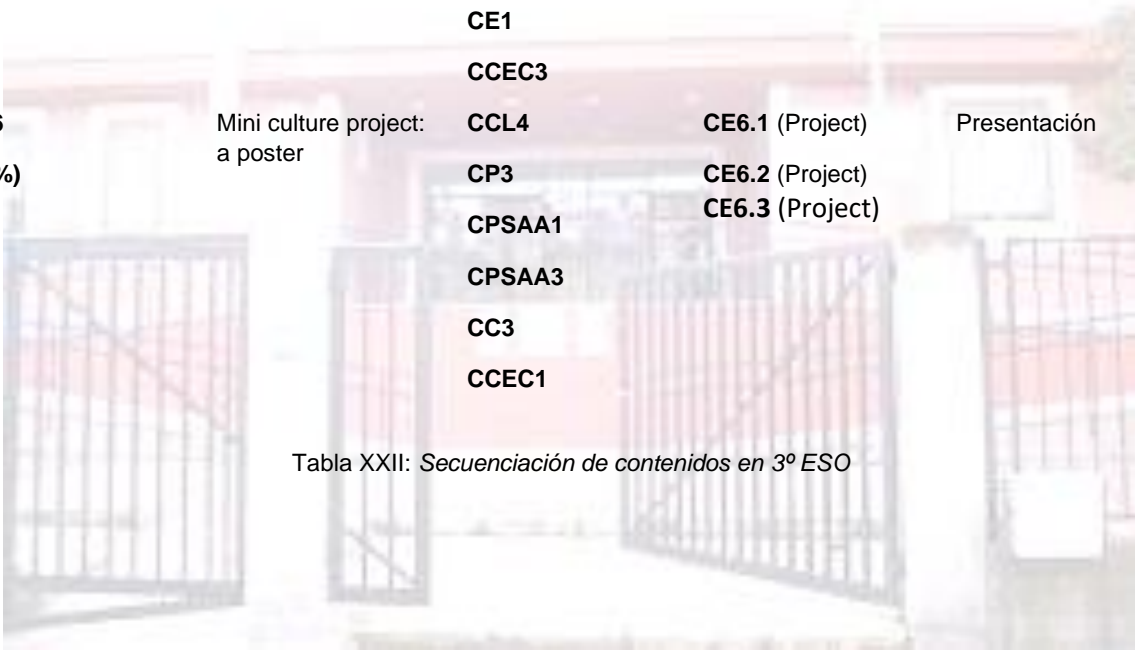 CE1
CCEC3
Mini culture project: CCL4 CE6.1 (Project) Presentación
a poster
%) CP3 CE6.2 (Project)
CE6.3 (Project)
CPSAA1
CPSAA3
CC3
CCEC1
Tabla XXII: Secuenciación de contenidos en 3º ESO